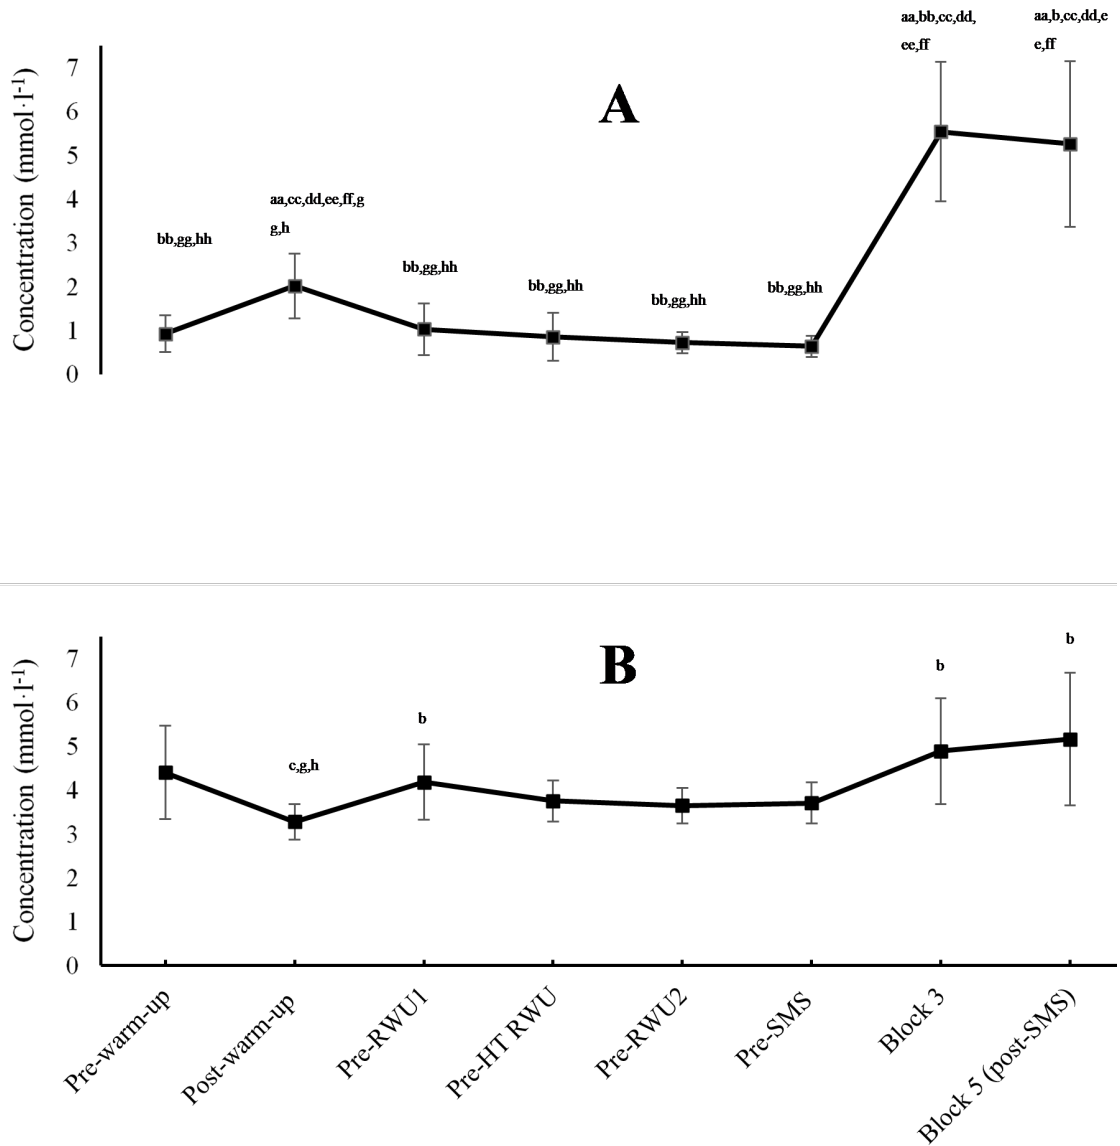 aa,bb,cc,dd,
ee,ff
aa,b,cc,dd,e
e,ff
A
Concentration (mmol·l⁻¹)
7
6
5
4
3
2
1
0
bb,gg,hh
aa,cc,dd,ee,ff,g
g,h
bb,gg,hh
bb,gg,hh
bb,gg,hh
bb,gg,hh
B
Concentration (mmol·l⁻¹)
7
6
5
4
3
2
1
0
c,g,h
b
b
b
Pre-warm-up
Post-warm-up
Pre-RWU1
Pre-HT RWU
Pre-RWU2
Pre-SMS
Block 3
Block 5 (post-SMS)